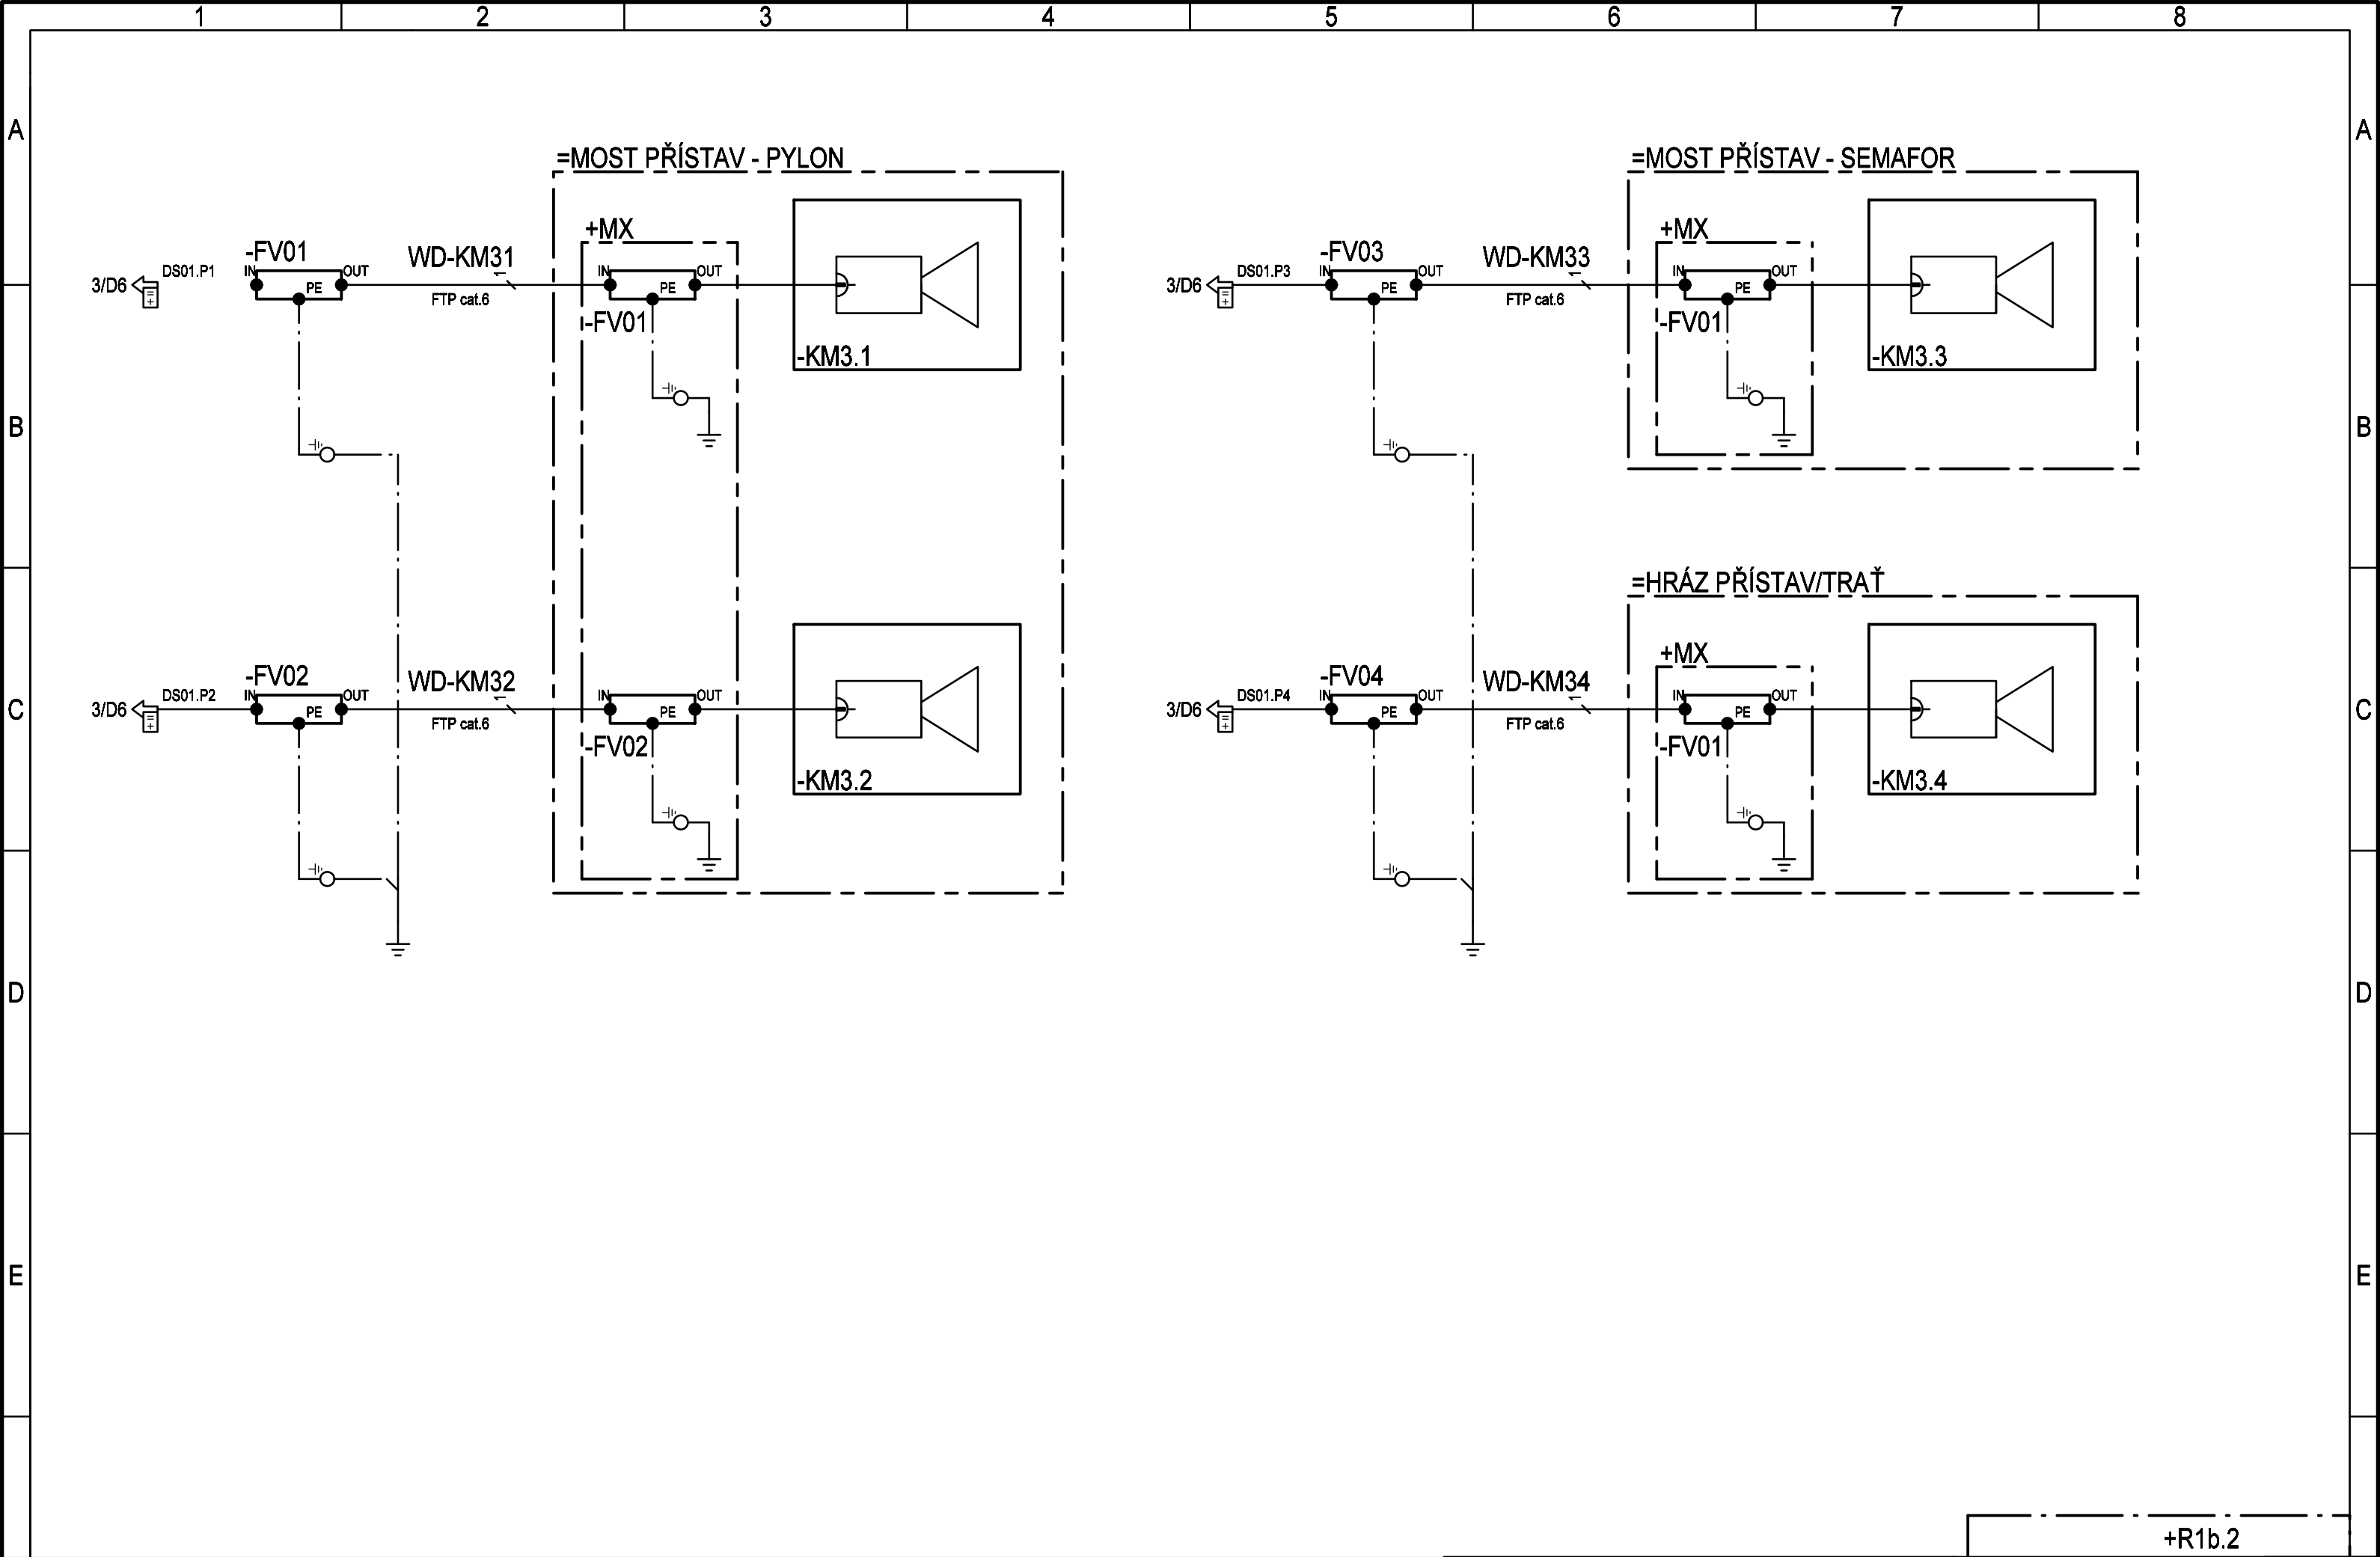 1 2 3 4 5 6 7 8
A A
=MOST PŘÍSTAV - PYLON =MOST PŘÍSTAV - SEMAFOR
+MX +MX
-FV01 WD-KM31 -FV03 WD-KM33
3/D6 DS01.P1 IN OUT IN OUT 3/D6 DS01.P3 IN OUT IN OUT
PE FTP cat.6 PE PE FTP cat.6 PE
-FV01 -FV01
-KM3.1 -KM3.3
B B
=HRÁZ PŘÍSTAV/TRAŤ
+MX
-FV02 WD-KM32 -FV04 WD-KM34
C 3/D6 DS01.P2 IN OUT IN OUT 3/D6 DS01.P4 IN OUT IN OUT C
PE FTP cat.6 PE PE FTP cat.6 PE
-FV02 -FV01
-KM3.2 -KM3.4
D D
E E
+R1b.2